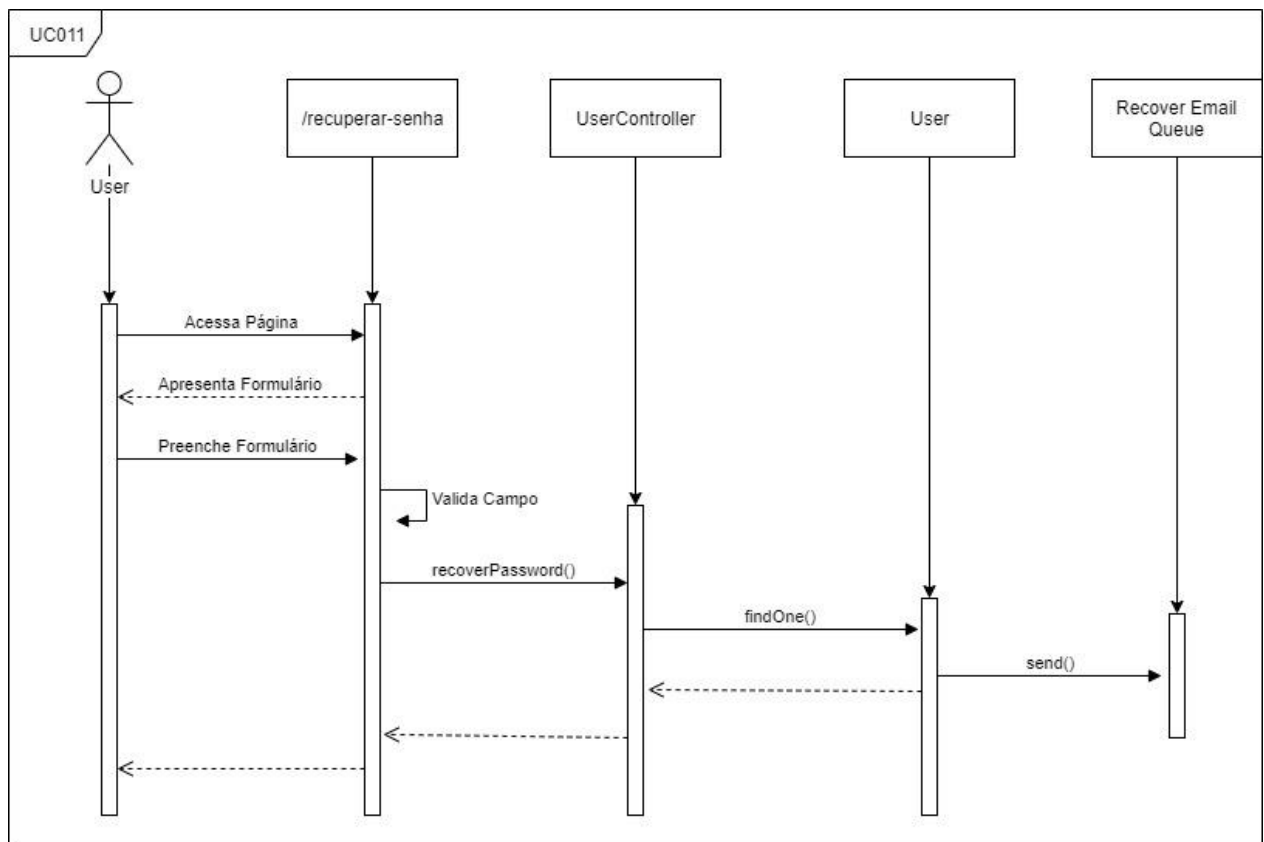 UC011
User
/recuperar-senha
UserController
User
Recover Email
Queue
Acessa Página
Apresenta Formulário
Preenche Formulário
Valida Campo
recoverPassword()
findOne()
send()